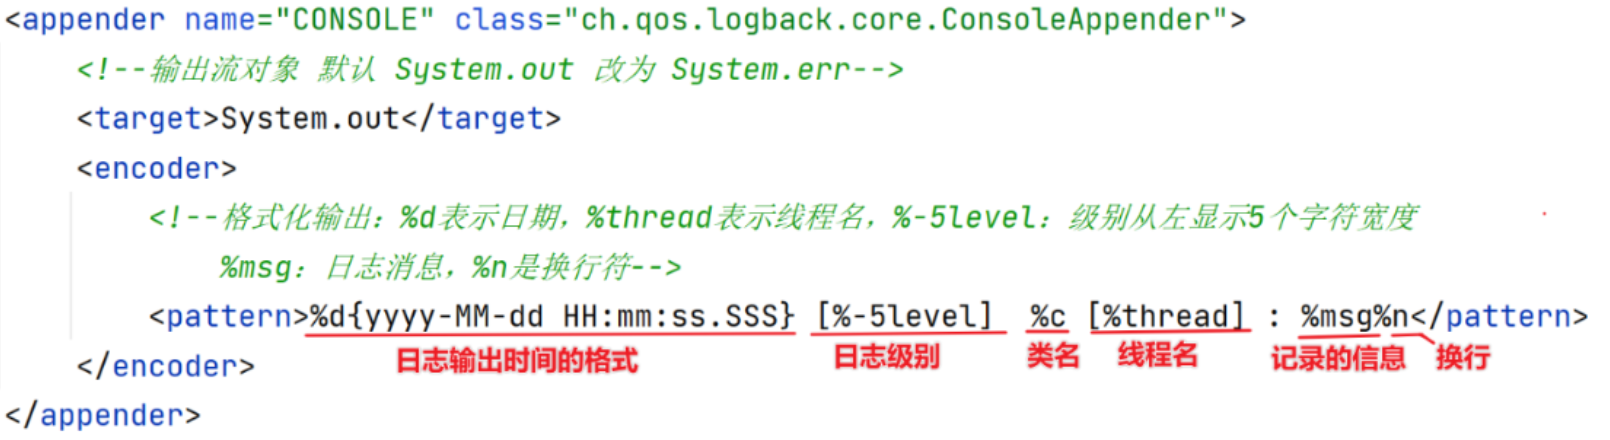 <appender name="CONSOLE" class="ch.qos.logback.core.ConsoleAppender">
<!--输出流对象 默认 System.out 改为 System.err-->
<target>System.out</target>
<encoder>
<!--格式化输出：%d表示日期，%thread表示线程名，%-5level：级别从左显示5个字符宽度
%msg：日志消息，%n是换行符-->
<pattern>%d{yyyy-MM-dd HH:mm:ss.SSS} [%-5level]  %c [%thread] : %msg%n</pattern>
日志输出时间的格式 日志级别 类名 线程名 记录的信息 换行
</encoder>
</appender>